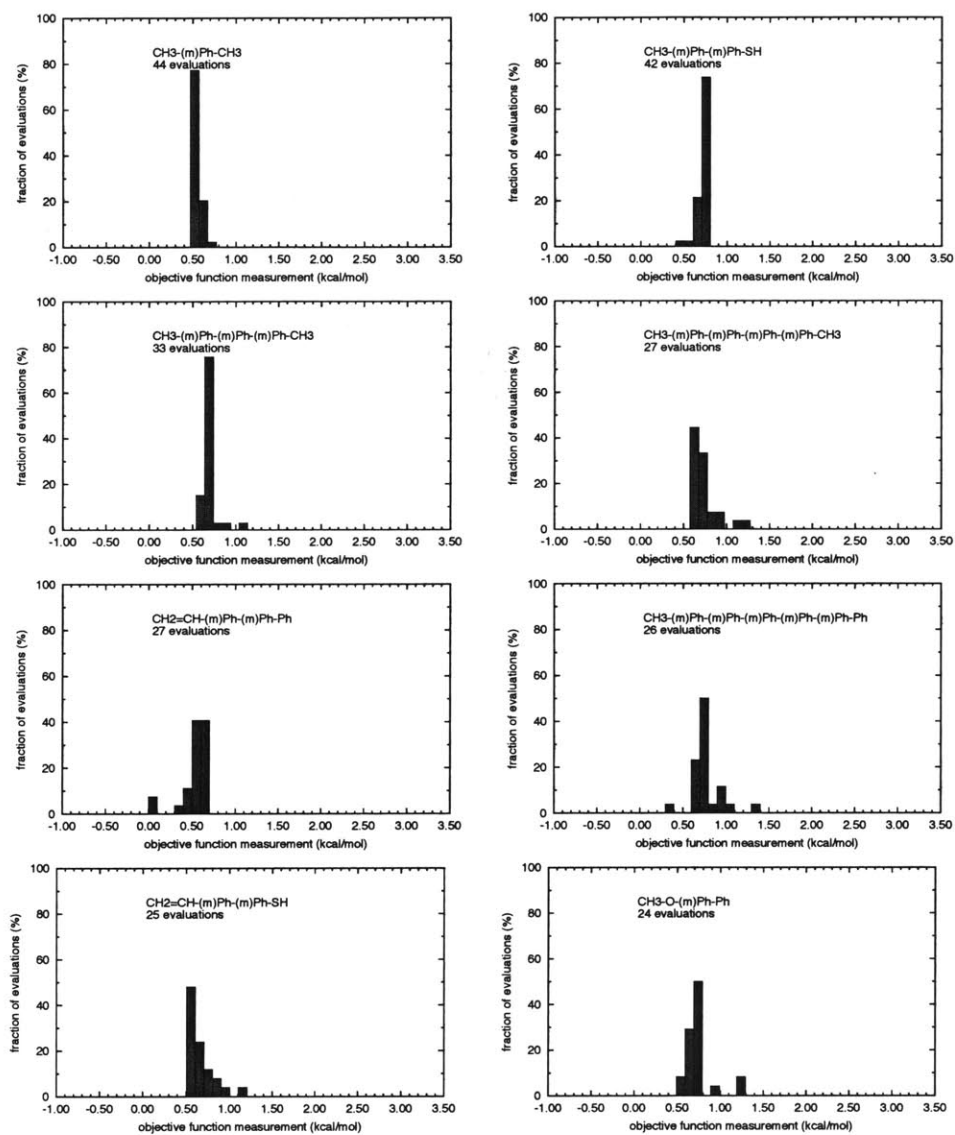 100
80
60
40
20
0
fraction of evaluations (%)
CH3-(m)Ph-CH3
44 evaluations
-1.00 -0.50 0.00 0.50 1.00 1.50 2.00 2.50 3.00 3.50
objective function measurement (kcal/mol)
100
80
60
40
20
0
fraction of evaluations (%)
CH3-(m)Ph-(m)Ph-SH
42 evaluations
-1.00 -0.50 0.00 0.50 1.00 1.50 2.00 2.50 3.00 3.50
objective function measurement (kcal/mol)
100
80
60
40
20
0
fraction of evaluations (%)
CH3-(m)Ph-(m)Ph-(m)Ph-CH3
33 evaluations
-1.00 -0.50 0.00 0.50 1.00 1.50 2.00 2.50 3.00 3.50
objective function measurement (kcal/mol)
100
80
60
40
20
0
fraction of evaluations (%)
CH3-(m)Ph-(m)Ph-(m)Ph-(m)Ph-CH3
27 evaluations
-1.00 -0.50 0.00 0.50 1.00 1.50 2.00 2.50 3.00 3.50
objective function measurement (kcal/mol)
100
80
60
40
20
0
fraction of evaluations (%)
CH2=CH-(m)Ph-(m)Ph-Ph
27 evaluations
-1.00 -0.50 0.00 0.50 1.00 1.50 2.00 2.50 3.00 3.50
objective function measurement (kcal/mol)
100
80
60
40
20
0
fraction of evaluations (%)
CH3-(m)Ph-(m)Ph-(m)Ph-(m)Ph-(m)Ph-Ph
26 evaluations
-1.00 -0.50 0.00 0.50 1.00 1.50 2.00 2.50 3.00 3.50
objective function measurement (kcal/mol)
100
80
60
40
20
0
fraction of evaluations (%)
CH2=CH-(m)Ph-(m)Ph-SH
25 evaluations
-1.00 -0.50 0.00 0.50 1.00 1.50 2.00 2.50 3.00 3.50
objective function measurement (kcal/mol)
100
80
60
40
20
0
fraction of evaluations (%)
CH3-O-(m)Ph-Ph
24 evaluations
-1.00 -0.50 0.00 0.50 1.00 1.50 2.00 2.50 3.00 3.50
objective function measurement (kcal/mol)